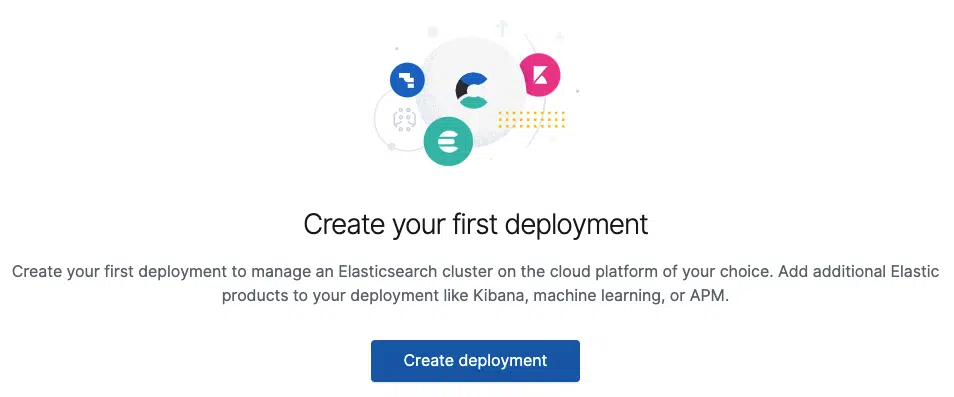 Create your first deployment
Create your first deployment to manage an Elasticsearch cluster on the cloud platform of your choice. Add additional Elastic
products to your deployment like Kibana, machine learning, or APM.
Create deployment